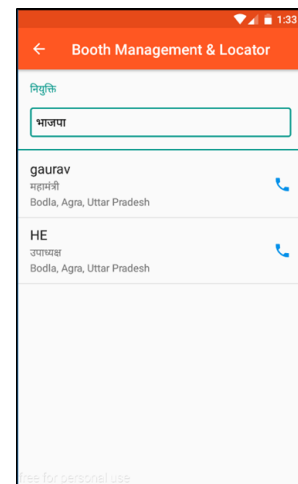 1:33
Booth Management & Locator
नियुक्ति
भाजपा
gaurav
महामंत्री
Bodla, Agra, Uttar Pradesh
HE
उपाध्यक्ष
Bodla, Agra, Uttar Pradesh
free for personal use